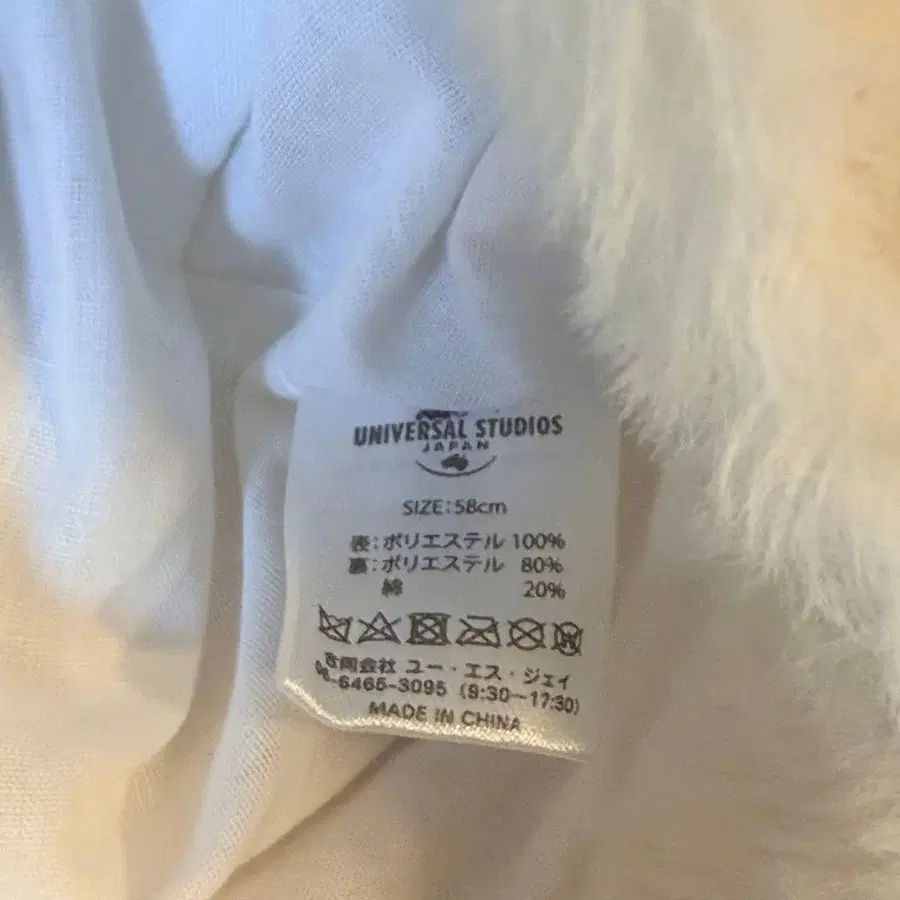 UNIVERSAL STUDIOS
JAPAN
SIZE:58cm
表:ポリエステル 100%
裏:ポリエステル 80%
綿 20%
合同会社 ユー・エス・ジェイ
06-6465-3095 (9:30~17:30)
MADE IN CHINA